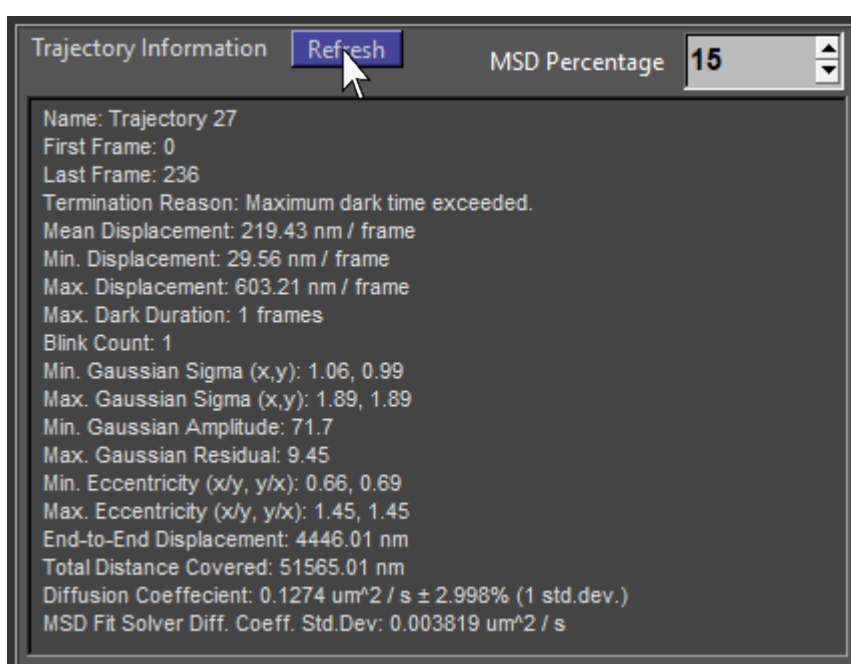 Trajectory Information Refresh MSD Percentage 15
Name: Trajectory 27
First Frame: 0
Last Frame: 236
Termination Reason: Maximum dark time exceeded.
Mean Displacement: 219.43 nm / frame
Min. Displacement: 29.56 nm / frame
Max. Displacement: 603.21 nm / frame
Max. Dark Duration: 1 frames
Blink Count: 1
Min. Gaussian Sigma (x,y): 1.06, 0.99
Max. Gaussian Sigma (x,y): 1.89, 1.89
Min. Gaussian Amplitude: 71.7
Max. Gaussian Residual: 9.45
Min. Eccentricity (x/y, y/x): 0.66, 0.69
Max. Eccentricity (x/y, y/x): 1.45, 1.45
End-to-End Displacement: 4446.01 nm
Total Distance Covered: 51565.01 nm
Diffusion Coeffecient: 0.1274 um^2 / s ± 2.998% (1 std.dev.)
MSD Fit Solver Diff. Coeff. Std.Dev: 0.003819 um^2 / s